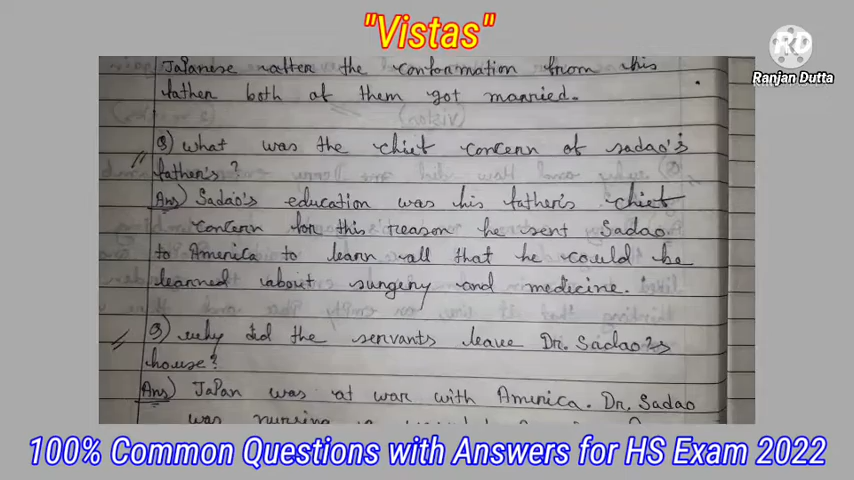 "Vistas"
RD
Ranjan Dutta
Japanese natter the conformation from his
father both of them got married.
Q) what was the chief concern of sadao's
father's?
Ans) Sadao's education was his father's chief
concern for this reason he sent Sadao
to America to learn all that he could be
learned about surgery and medicine.
Q) why did the servants leave Dr. Sadao's
house?
Ans) Japan was at war with America. Dr. Sadao
was nursing
100% Common Questions with Answers for HS Exam 2022